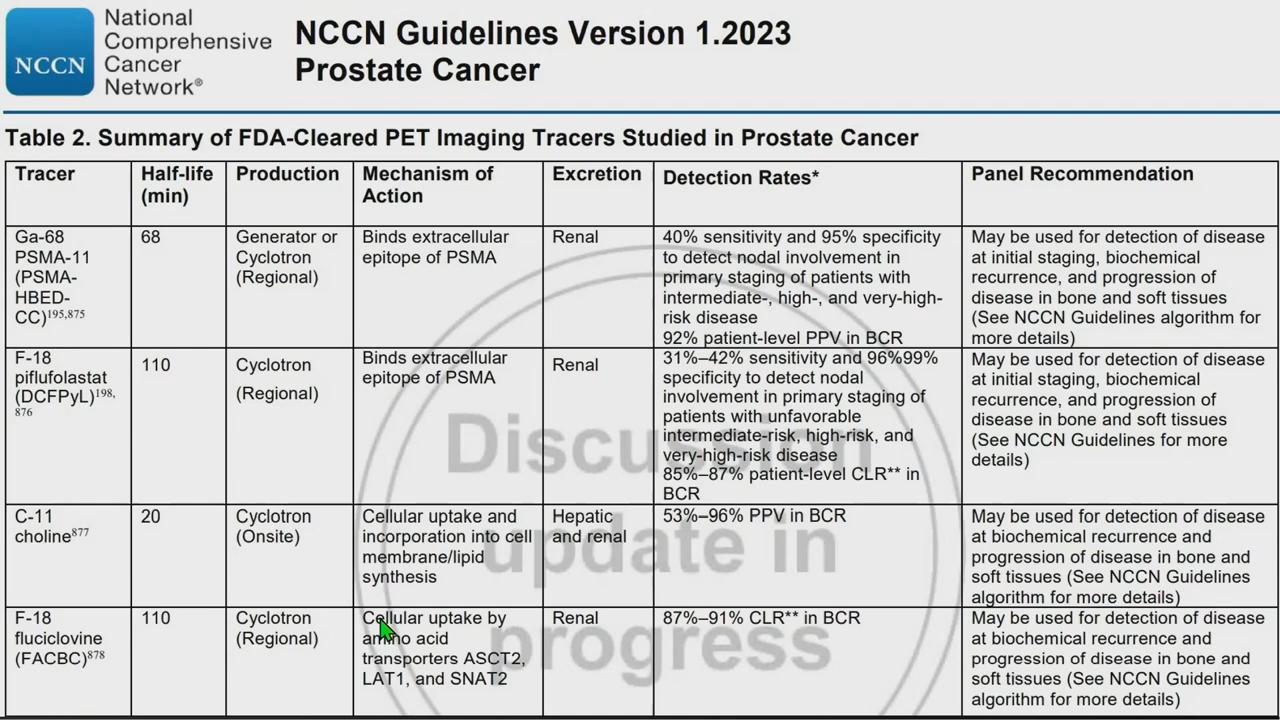 National
Comprehensive
NCCN Cancer
Network®
NCCN Guidelines Version 1.2023
Prostate Cancer
Table 2. Summary of FDA-Cleared PET Imaging Tracers Studied in Prostate Cancer
Tracer
Half-life
(min)
Production
Mechanism of
Action
Excretion
Detection Rates*
Panel Recommendation
Ga-68
PSMA-11
(PSMA-
HBED-
CC)195,875
68
Generator or
Cyclotron
(Regional)
Binds extracellular
epitope of PSMA
Renal
40% sensitivity and 95% specificity
to detect nodal involvement in
primary staging of patients with
intermediate-, high-, and very-high-
risk disease
92% patient-level PPV in BCR
May be used for detection of disease
at initial staging, biochemical
recurrence, and progression of
disease in bone and soft tissues
(See NCCN Guidelines algorithm for
more details)
F-18
piflufolastat
(DCFPyL)198,
876
110
Cyclotron
(Regional)
Binds extracellular
epitope of PSMA
Renal
31%–42% sensitivity and 96%99%
specificity to detect nodal
involvement in primary staging of
patients with unfavorable
intermediate-risk, high-risk, and
very-high-risk disease
85%–87% patient-level CLR** in
BCR
May be used for detection of disease
at initial staging, biochemical
recurrence, and progression of
disease in bone and soft tissues
(See NCCN Guidelines for more
details)
C-11
choline877
20
Cyclotron
(Onsite)
Cellular uptake and
incorporation into cell
membrane/lipid
synthesis
Hepatic
and renal
53%–96% PPV in BCR
May be used for detection of disease
at biochemical recurrence and
progression of disease in bone and
soft tissues (See NCCN Guidelines
algorithm for more details)
F-18
fluciclovine
(FACBC)878
110
Cyclotron
(Regional)
Cellular uptake by
amino acid
transporters ASCT2,
LAT1, and SNAT2
Renal
87%–91% CLR** in BCR
May be used for detection of disease
at biochemical recurrence and
progression of disease in bone and
soft tissues (See NCCN Guidelines
algorithm for more details)
Discussion
update in
progress